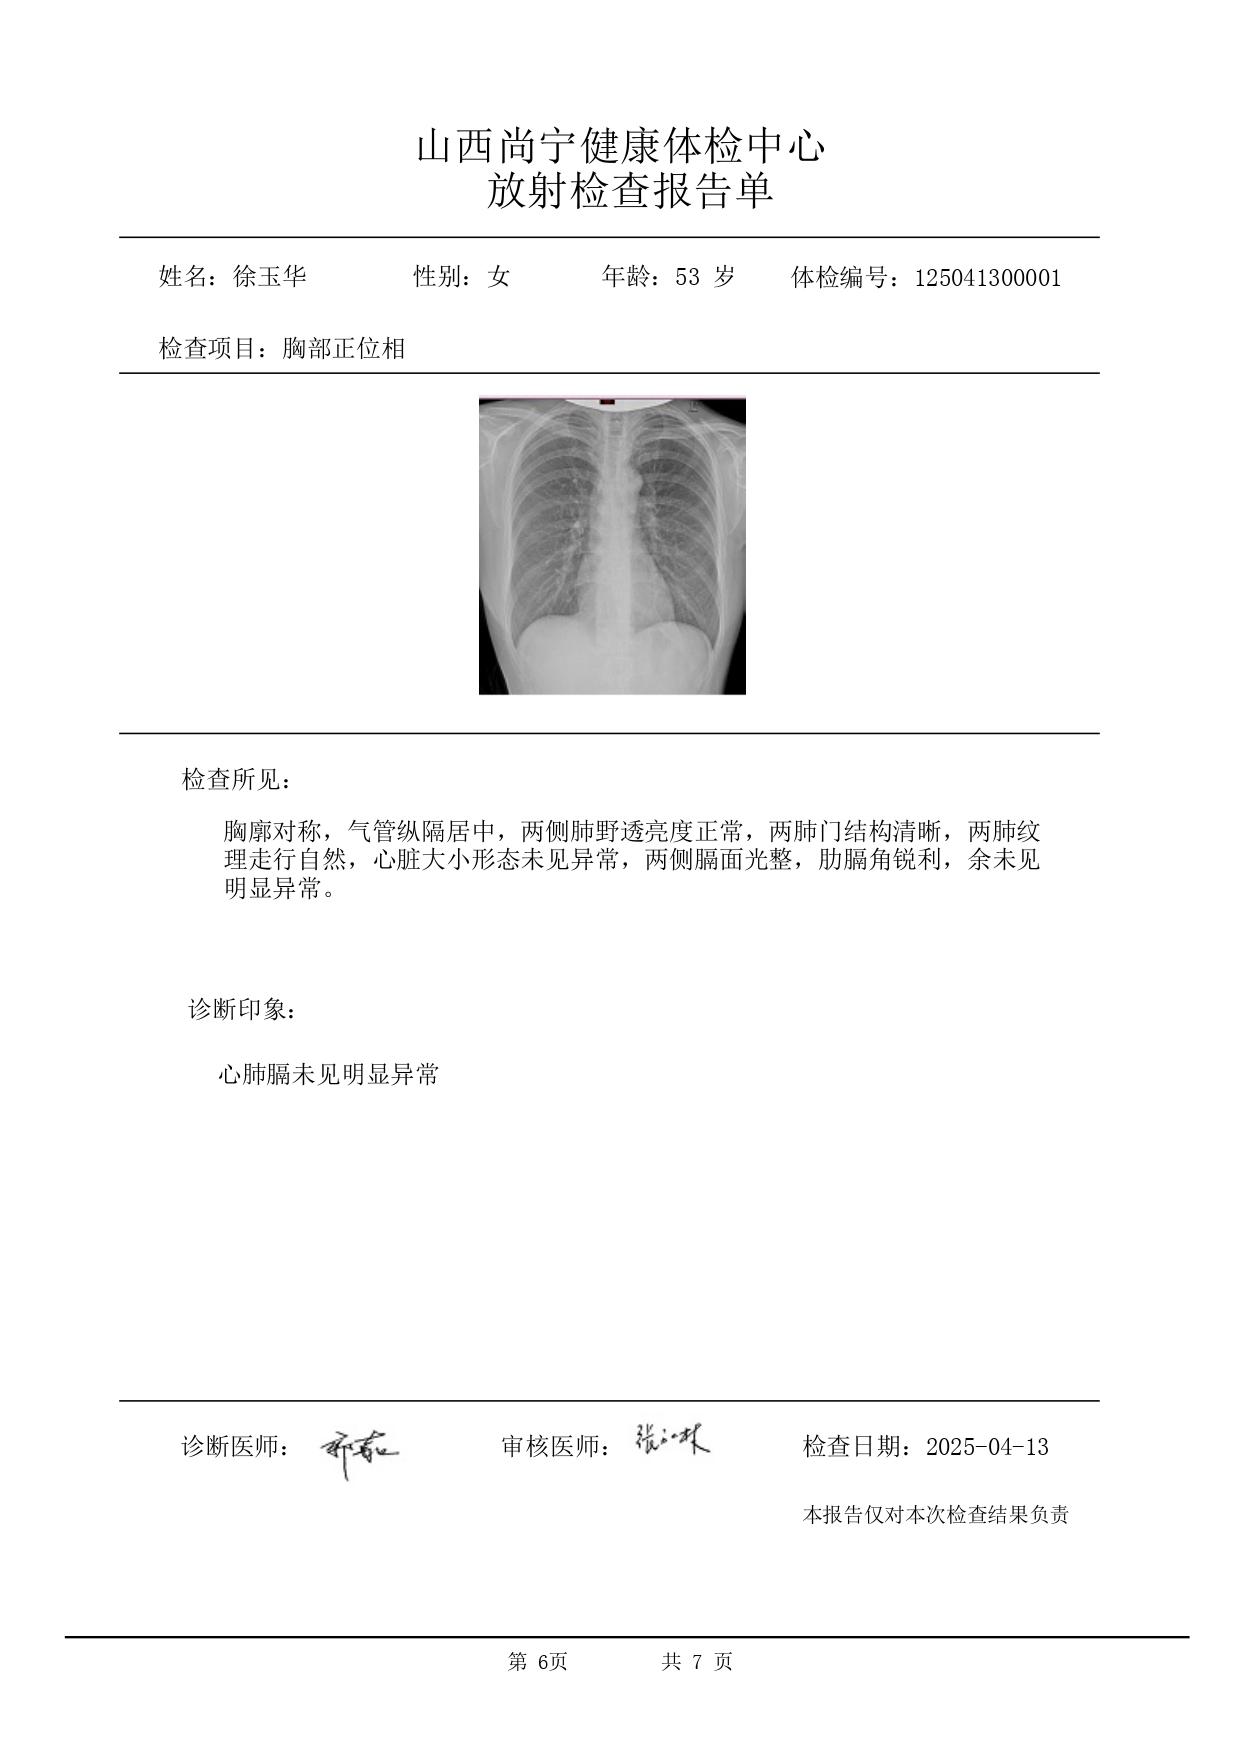 山西尚宁健康体检中心
放射检查报告单
姓名：徐玉华 性别：女 年龄：53 岁 体检编号：125041300001
检查项目：胸部正位相
检查所见：
胸廓对称，气管纵隔居中，两侧肺野透亮度正常，两肺门结构清晰，两肺纹
理走行自然，心脏大小形态未见异常，两侧膈面光整，肋膈角锐利，余未见
明显异常。
诊断印象：
心肺膈未见明显异常
诊断医师： 审核医师： 检查日期：2025-04-13
本报告仅对本次检查结果负责
第 6页 共 7 页